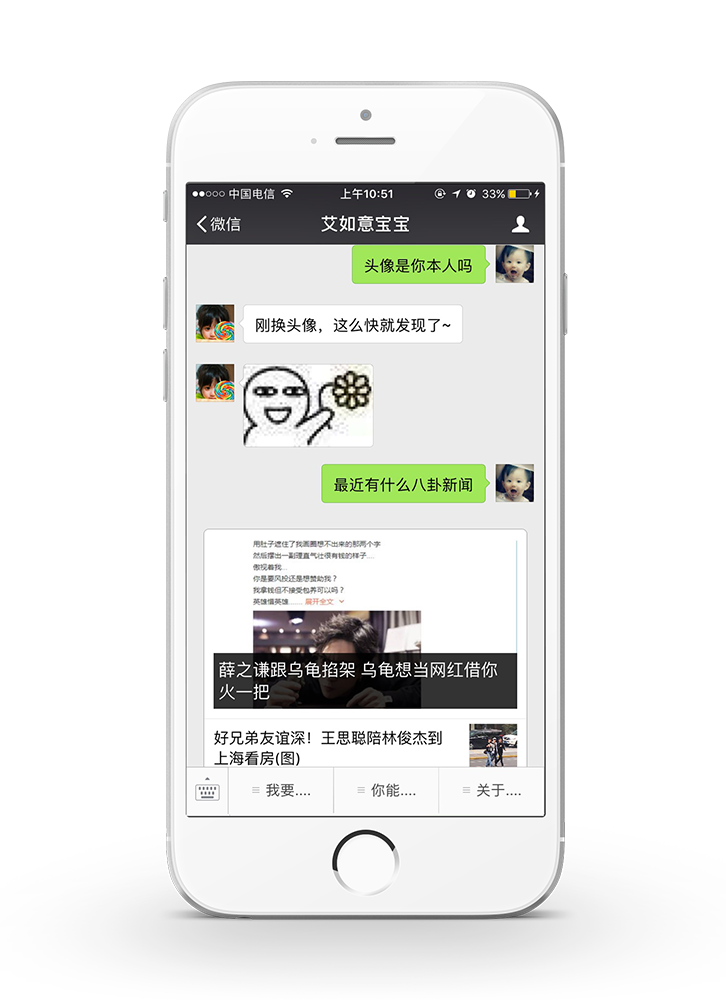 中国电信 上午10:51 33%
微信 艾如意宝宝
头像是你本人吗
刚换头像，这么快就发现了~
最近有什么八卦新闻
用肚子遮住了我画圈想不出来的那两个字
然后摆出一副理直气壮很有钱的样子....
傲视着我...
你是要风投还是想赞助我？
我拿钱但不接受包养可以吗？
英雄惜英雄........ 展开全文
薛之谦跟乌龟掐架 乌龟想当网红借你
火一把
好兄弟友谊深！王思聪陪林俊杰到
上海看房(图)
我要.... 你能.... 关于....